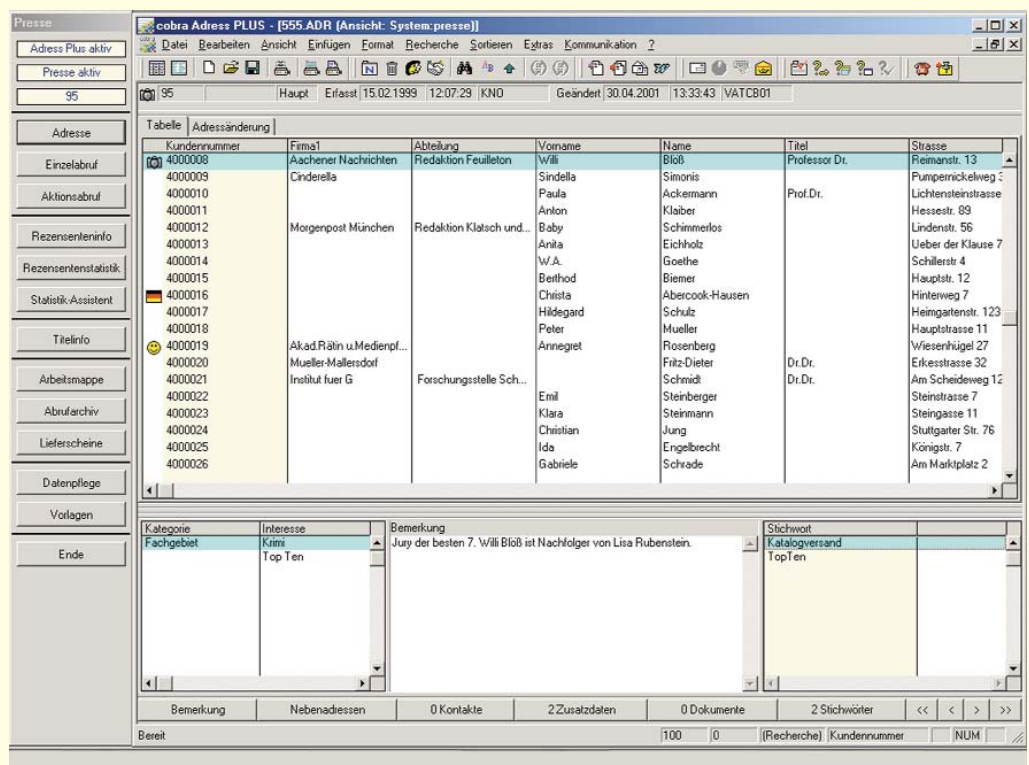 Presse
Adress Plus aktiv
Presse aktiv
95
Adresse
Einzelabruf
Aktionsabruf
Rezensenteninfo
Rezensentenstatistik
Statistik-Assistent
Titelinfo
Arbeitsmappe
Abrufarchiv
Lieferscheine
Datenpflege
Vorlagen
Ende
cobra Adress PLUS - [555.ADR (Ansicht: System:presse)]
Datei Bearbeiten Ansicht Einfügen Format Recherche Sortieren Extras Kommunikation ?
95 Haupt Erfasst 15.02.1999 12:07:29 KNO Geändert 30.04.2001 13:33:43 VATCB01
Tabelle Adressänderung
Kundennummer Firma1 Abteilung Vorname Name Titel Strasse
4000008 Aachener Nachrichten Redaktion Feuilleton Willi Blöß Professor Dr. Reimanstr. 13
4000009 Cinderella Sindella Simonis Pumpernickelweg 3
4000010 Paula Ackermann Prof.Dr. Lichtensteinstrasse
4000011 Anton Klaiber Hessestr. 89
4000012 Morgenpost München Redaktion Klatsch und... Baby Schimmerlos Lindenstr. 56
4000013 Anita Eichholz Ueber der Klause 7
4000014 W.A. Goethe Schillerstr 4
4000015 Berthod Biemer Hauptstr. 12
4000016 Christa Abercook-Hausen Hinterweg 7
4000017 Hildegard Schulz Heimgartenstr. 123
4000018 Peter Mueller Hauptstrasse 11
4000019 Akad.Rätin u.Medienpf... Annegret Rosenberg Wiesenhügel 27
4000020 Mueller-Mallersdorf Fritz-Dieter Dr.Dr. Erkesstrasse 32
4000021 Institut fuer G Forschungsstelle Sch... Schmidt Dr.Dr. Am Scheideweg 12
4000022 Emil Steinberger Steinstrasse 7
4000023 Klara Steinmann Steingasse 11
4000024 Christian Jung Stuttgarter Str. 76
4000025 Ida Engelbrecht Königstr. 7
4000026 Gabriele Schrade Am Marktplatz 2
Kategorie Interesse Bemerkung Stichwort
Fachgebiet Krimi Jury der besten 7. Willi Blöß ist Nachfolger von Lisa Rubenstein. Katalogversand
Top Ten TopTen
Bemerkung Nebenadressen 0 Kontakte 2 Zusatzdaten 0 Dokumente 2 Stichwörter << < > >>
Bereit 100 0 (Recherche) Kundennummer NUM